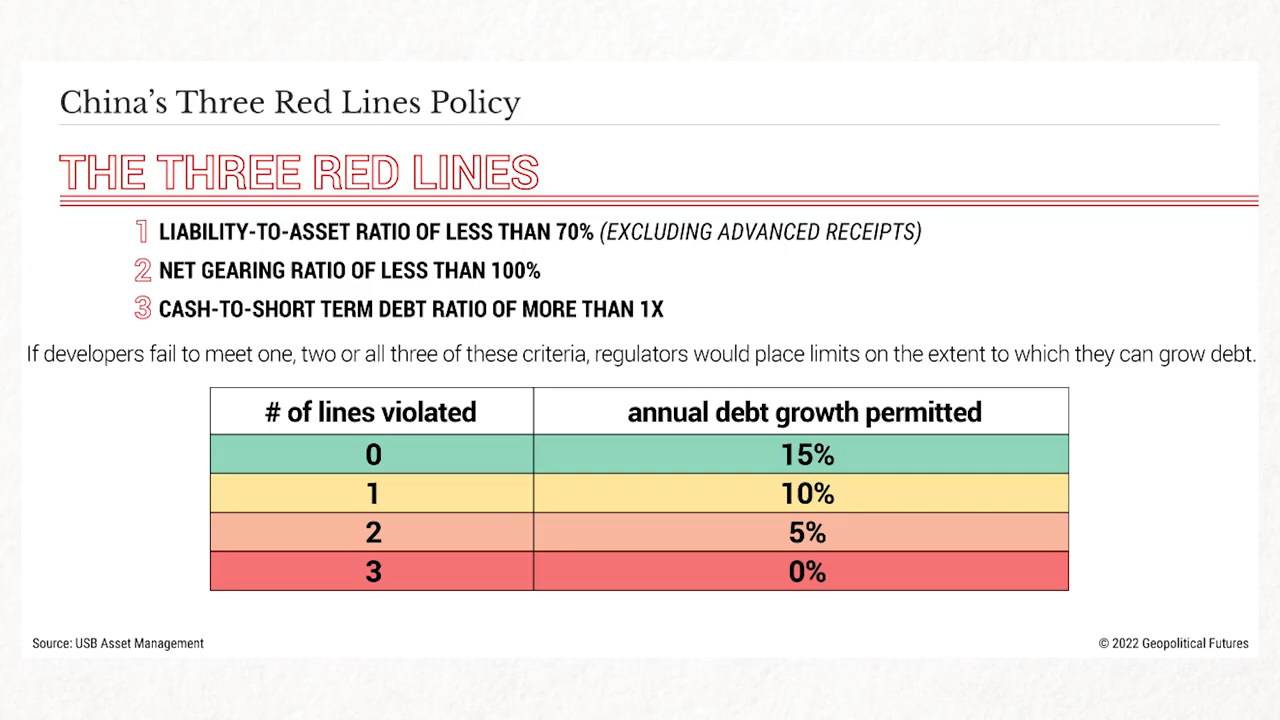 China's Three Red Lines Policy
THE THREE RED LINES
1 LIABILITY-TO-ASSET RATIO OF LESS THAN 70% (EXCLUDING ADVANCED RECEIPTS)
2 NET GEARING RATIO OF LESS THAN 100%
3 CASH-TO-SHORT TERM DEBT RATIO OF MORE THAN 1X
If developers fail to meet one, two or all three of these criteria, regulators would place limits on the extent to which they can grow debt.
# of lines violated annual debt growth permitted
0 15%
1 10%
2 5%
3 0%
Source: USB Asset Management © 2022 Geopolitical Futures